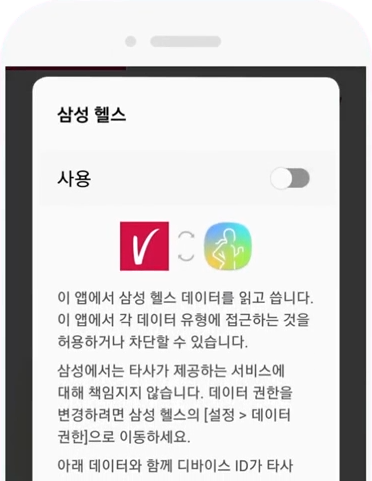 삼성 헬스
사용
이 앱에서 삼성 헬스 데이터를 읽고 씁니다.
이 앱에서 각 데이터 유형에 접근하는 것을
허용하거나 차단할 수 있습니다.
삼성에서는 타사가 제공하는 서비스에
대해 책임지지 않습니다. 데이터 권한을
변경하려면 삼성 헬스의 [설정 > 데이터
권한]으로 이동하세요.
아래 데이터와 함께 디바이스 ID가 타사